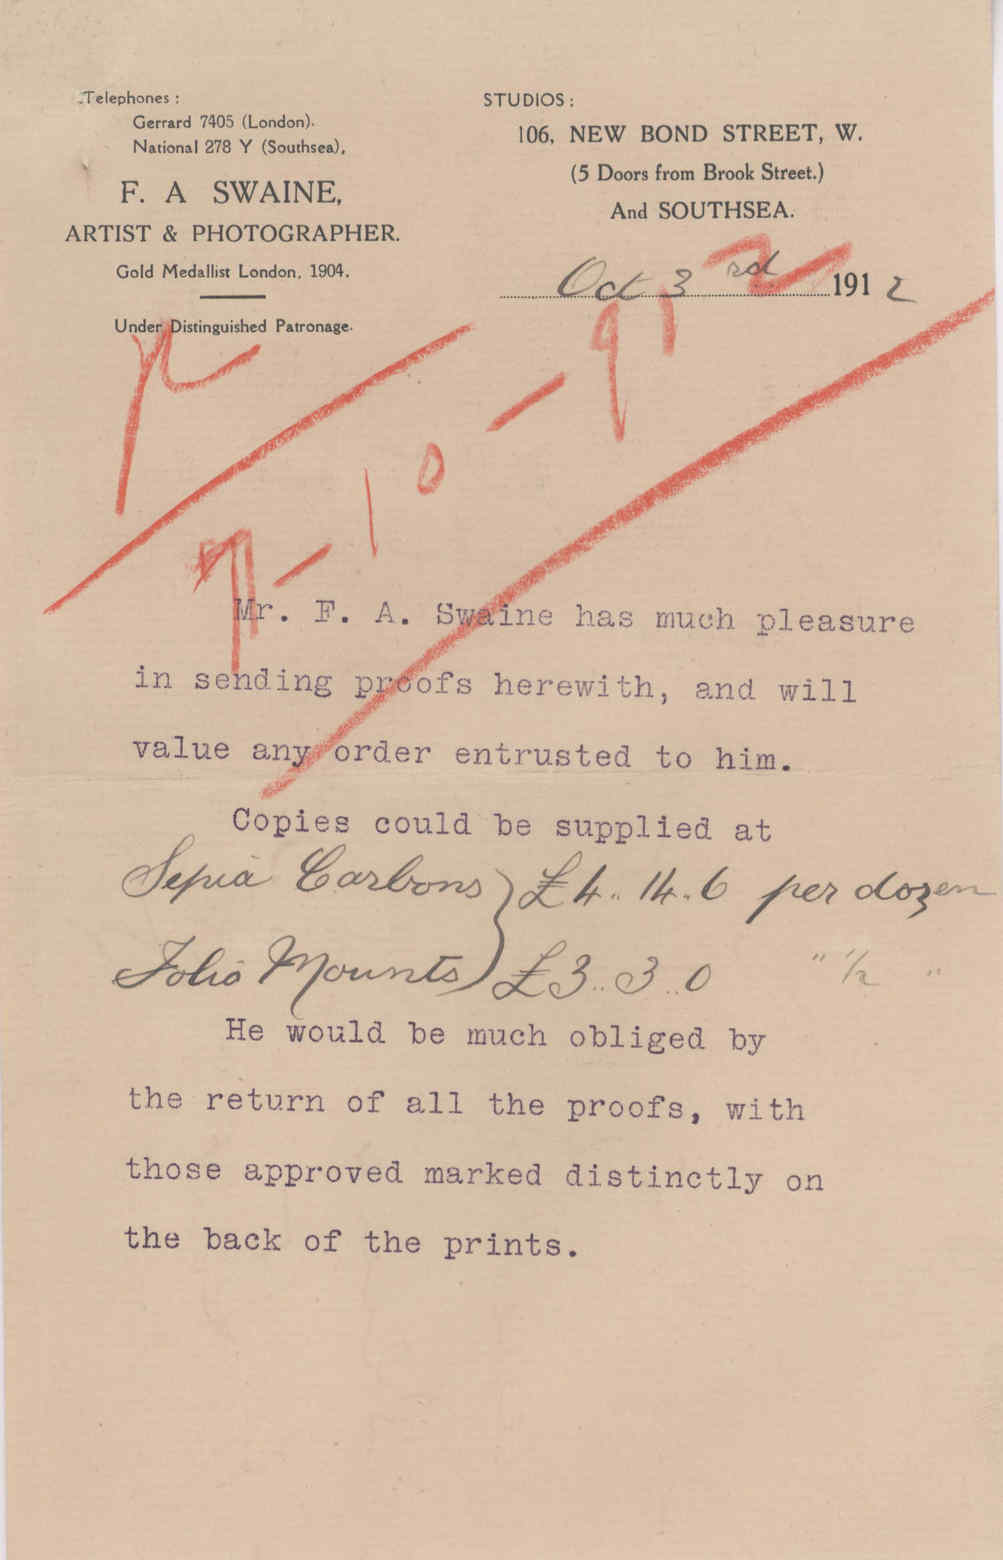 Telephones :
Gerrard 7405 (London).
National 278 Y (Southsea),
F. A SWAINE,
ARTIST & PHOTOGRAPHER.
Gold Medallist London, 1904.
Under Distinguished Patronage.
STUDIOS :
106, NEW BOND STREET, W.
(5 Doors from Brook Street.)
And SOUTHSEA.
Oct 3rd 1912
7-10-912
Mr. F. A. Swaine has much pleasure
in sending proofs herewith, and will
value any order entrusted to him.
Copies could be supplied at
Sepia Carbons } £4..14.6 per dozen
Folio Mounts } £3..3..0 " ½ "
He would be much obliged by
the return of all the proofs, with
those approved marked distinctly on
the back of the prints.